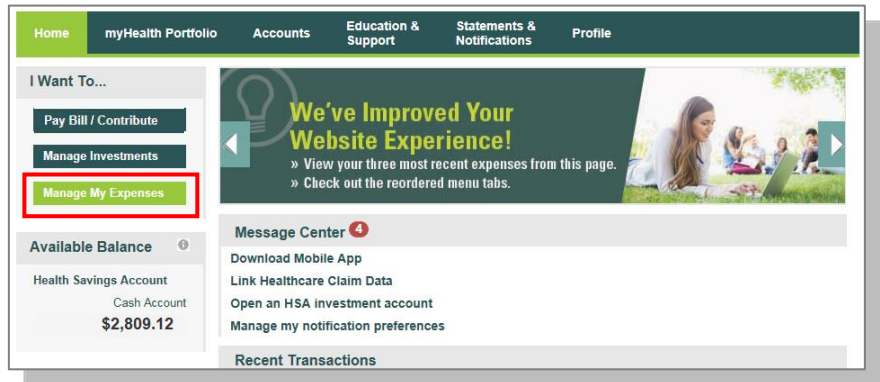 Home
myHealth Portfolio
Accounts
Education &
Support
Statements &
Notifications
Profile
I Want To...
Pay Bill / Contribute
Manage Investments
Manage My Expenses
Available Balance
Health Savings Account
Cash Account
$2,809.12
We've Improved Your
Website Experience!
» View your three most recent expenses from this page.
» Check out the reordered menu tabs.
Message Center 4
Download Mobile App
Link Healthcare Claim Data
Open an HSA investment account
Manage my notification preferences
Recent Transactions